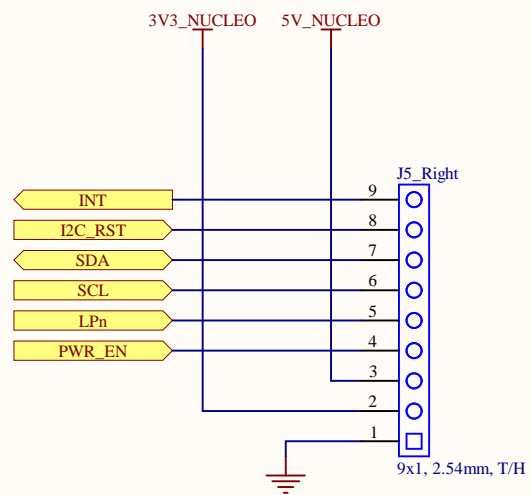 3V3_NUCLEO 5V_NUCLEO
J5_Right
INT 9
I2C_RST 8
SDA 7
SCL 6
LPn 5
PWR_EN 4
3
2
1
9x1, 2.54mm, T/H